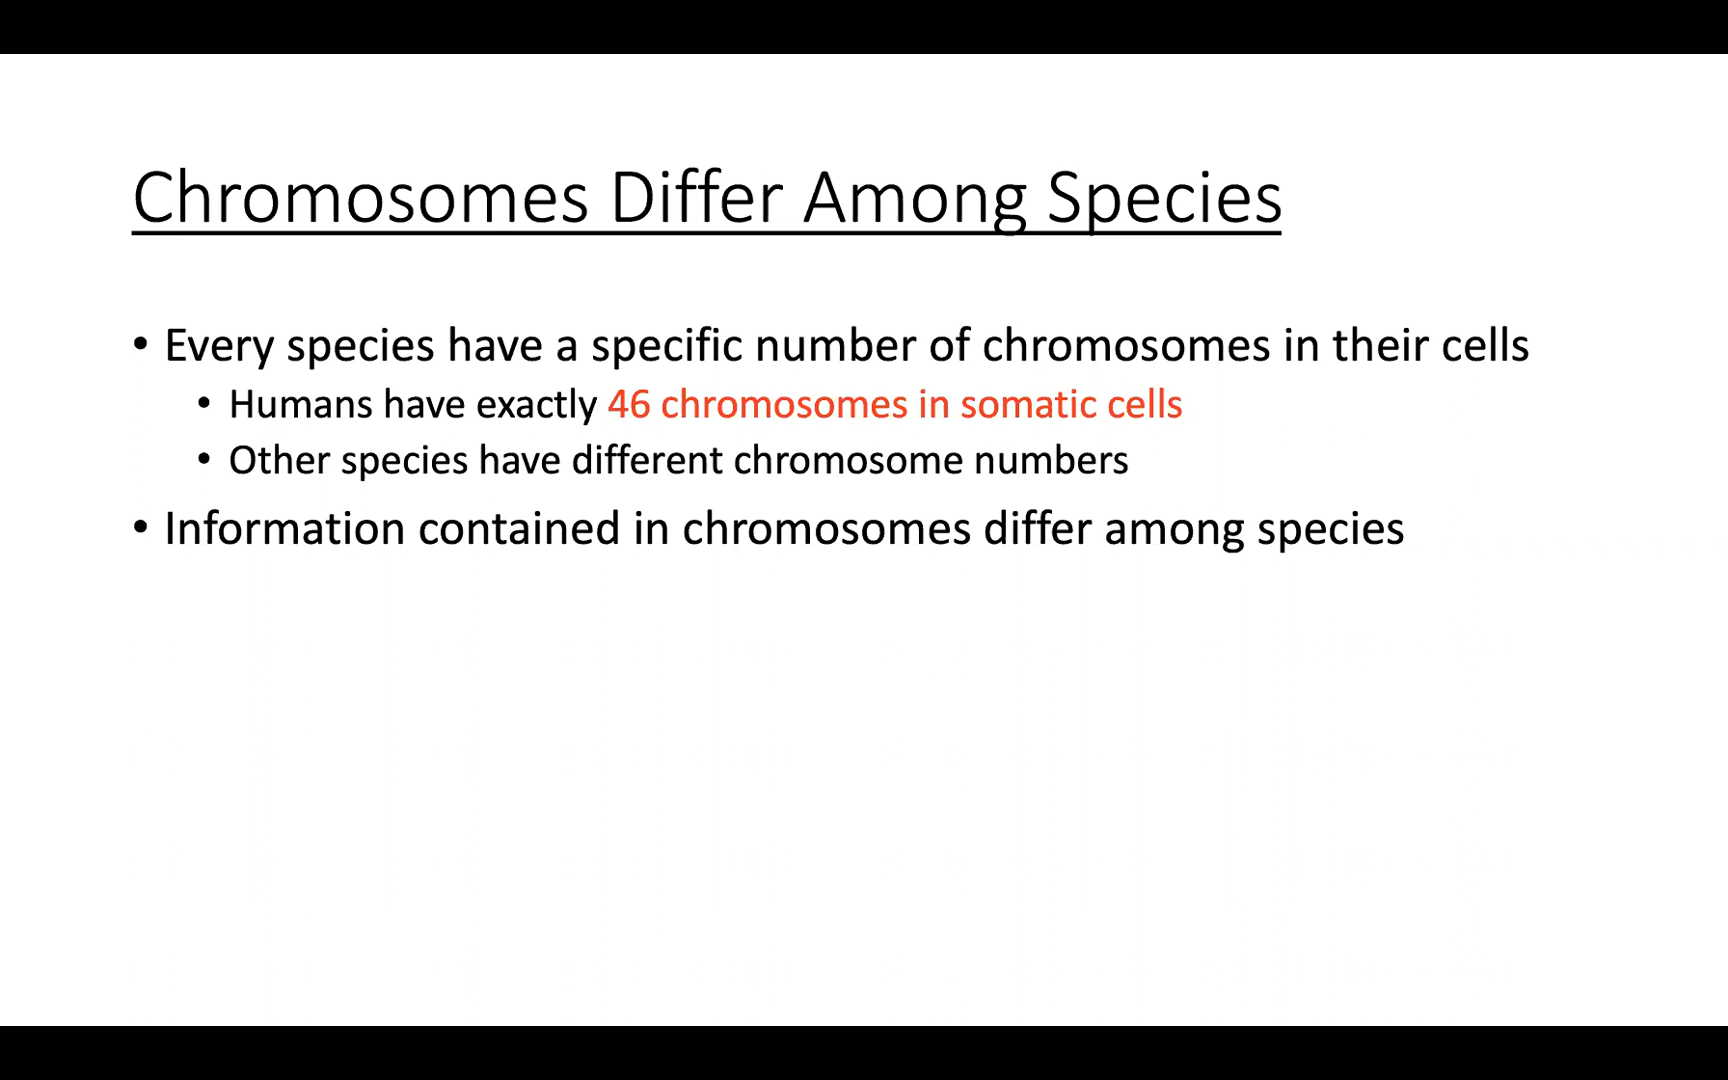 Chromosomes Differ Among Species
• Every species have a specific number of chromosomes in their cells
• Humans have exactly 46 chromosomes in somatic cells
• Other species have different chromosome numbers
• Information contained in chromosomes differ among species